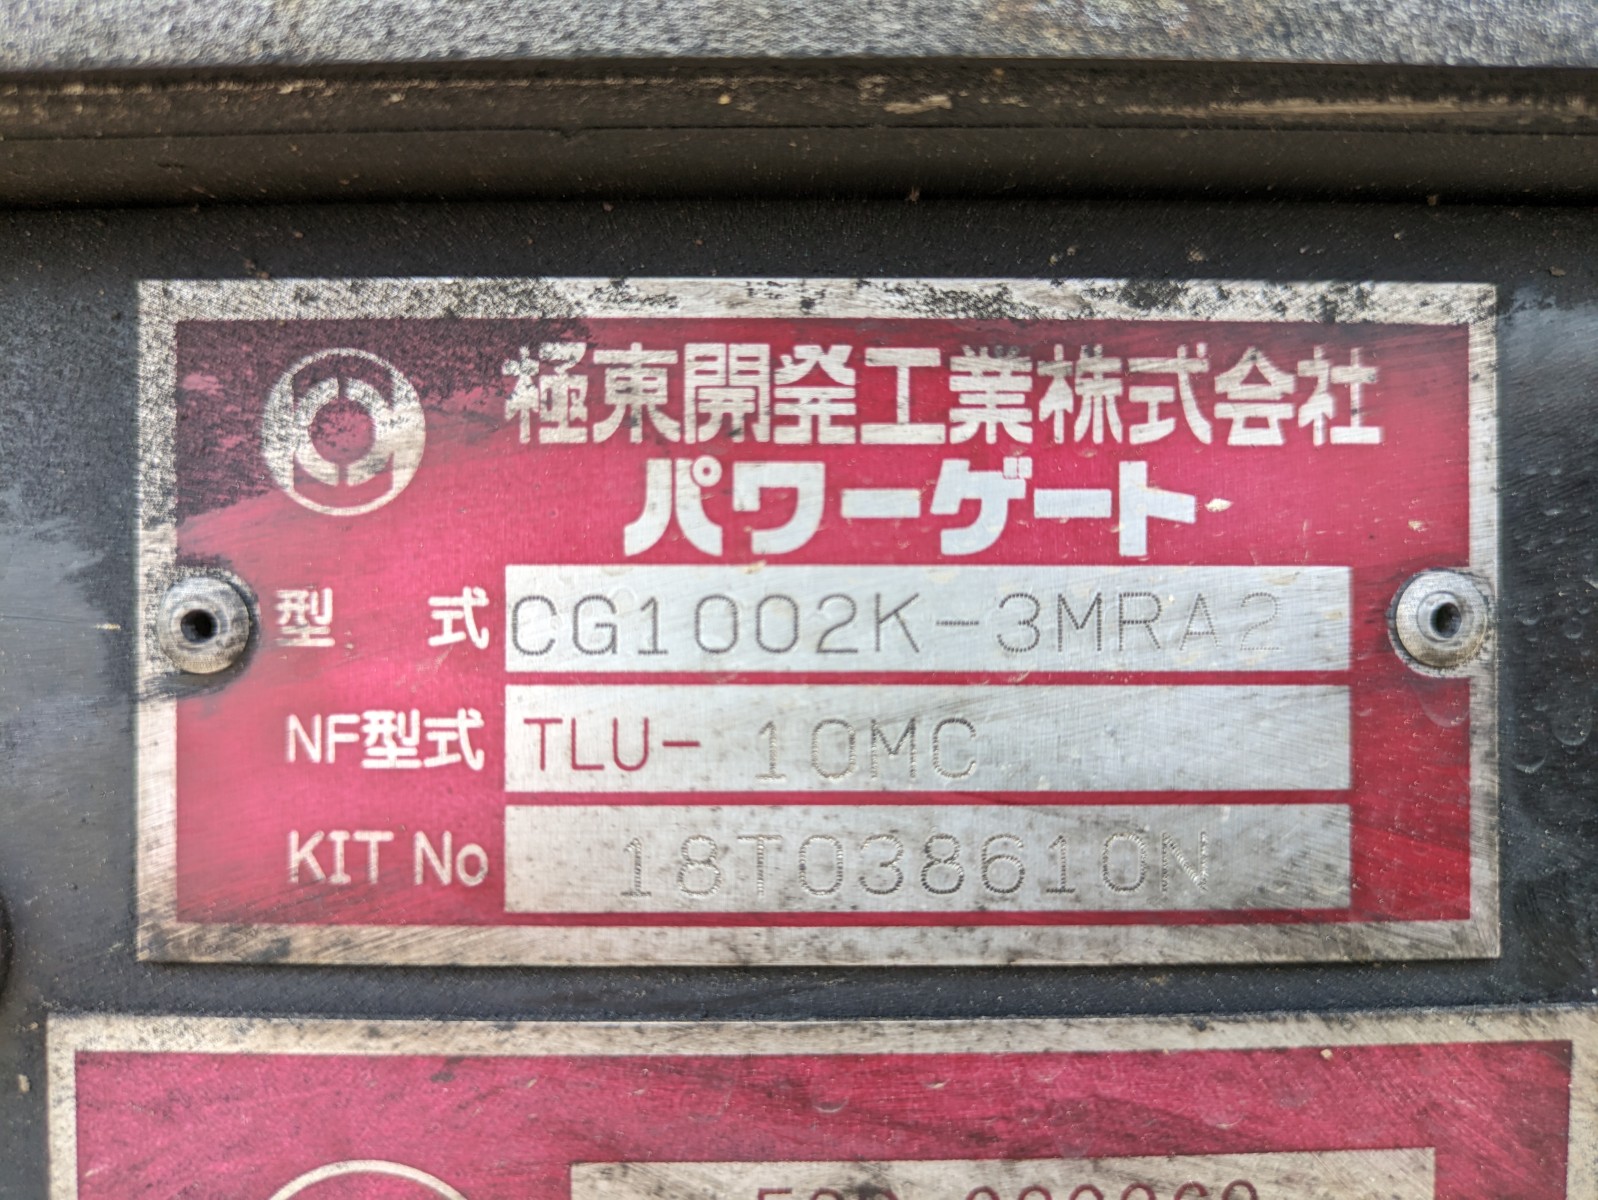 極東開発工業株式会社
パワーゲート
型式 CG1002K-3MRA2
NF型式 TLU- 10MC
KIT No 18T038610N